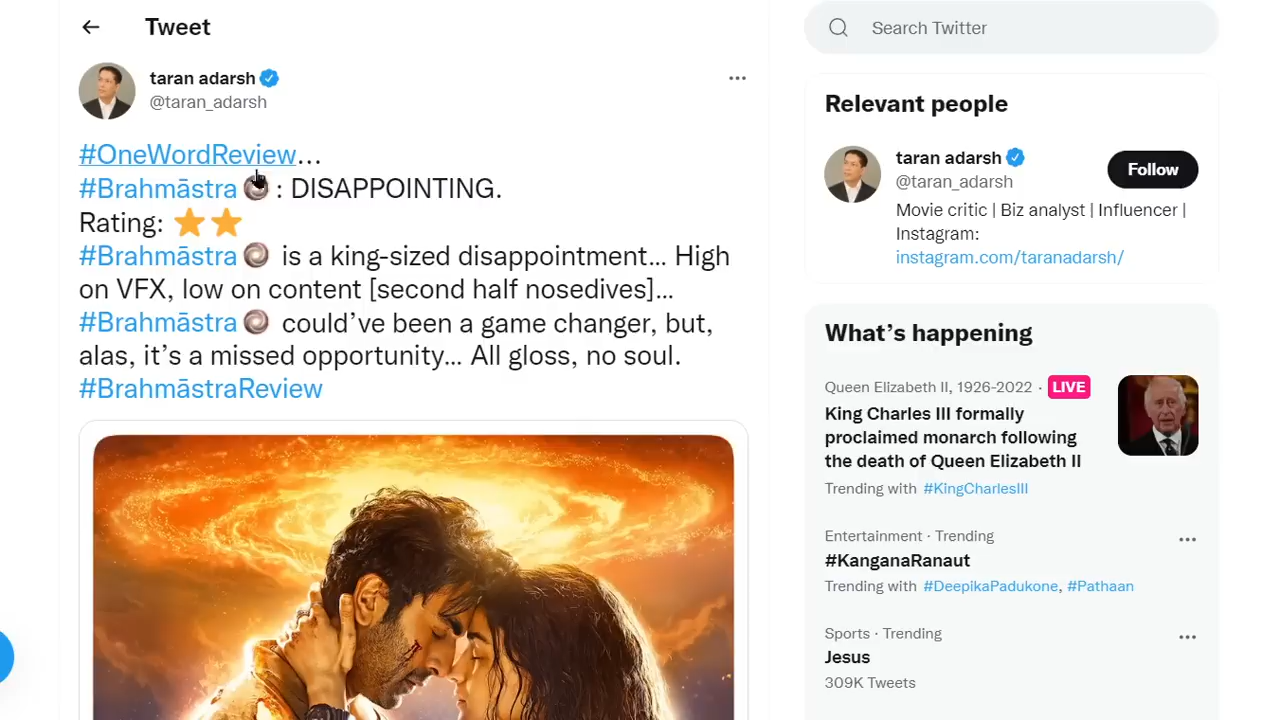 Tweet
Search Twitter
taran adarsh
@taran_adarsh
#OneWordReview...
#Brahmāstra : DISAPPOINTING.
Rating: ⭐⭐
#Brahmāstra is a king-sized disappointment... High
on VFX, low on content [second half nosedives]...
#Brahmāstra could’ve been a game changer, but,
alas, it’s a missed opportunity... All gloss, no soul.
#BrahmāstraReview
Relevant people
taran adarsh
@taran_adarsh
Follow
Movie critic | Biz analyst | Influencer |
Instagram:
instagram.com/taranadarsh/
What’s happening
Queen Elizabeth II, 1926-2022 · LIVE
King Charles III formally
proclaimed monarch following
the death of Queen Elizabeth II
Trending with #KingCharlesIII
Entertainment · Trending
#KanganaRanaut
Trending with #DeepikaPadukone, #Pathaan
Sports · Trending
Jesus
309K Tweets